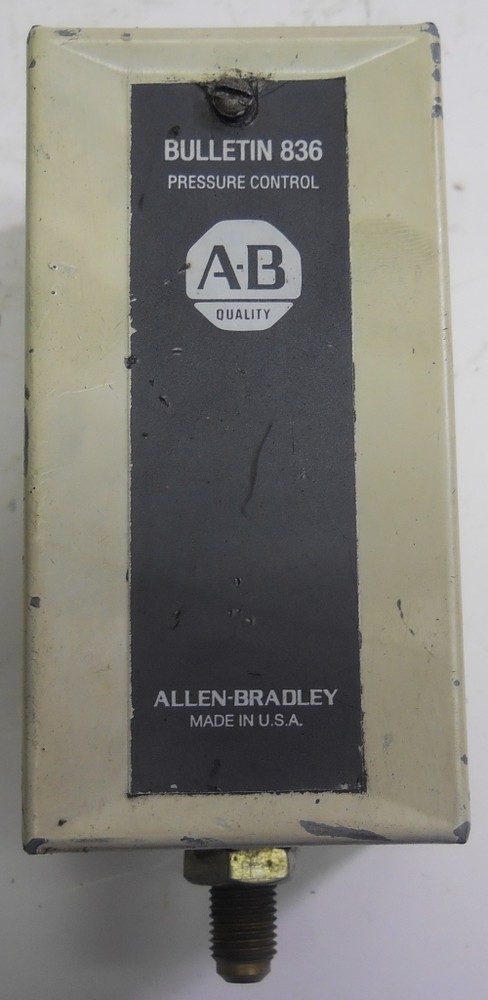 BULLETIN 836
PRESSURE CONTROL
A-B
QUALITY
ALLEN-BRADLEY
MADE IN U.S.A.